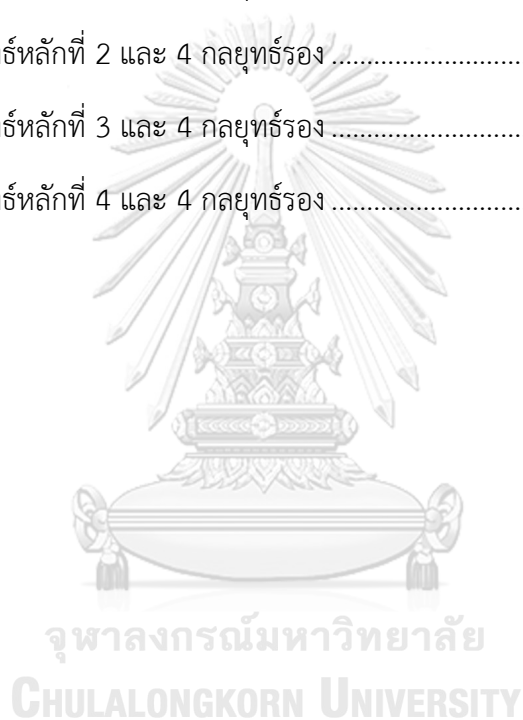 ธ์หลักที่ 2 และ 4 กลยุทธ์รอง ............................
ธ์หลักที่ 3 และ 4 กลยุทธ์รอง ............................
ธ์หลักที่ 4 และ 4 กลยุทธ์รอง ............................
จุฬาลงกรณ์มหาวิทยาลัย
CHULALONGKORN UNIVERSITY